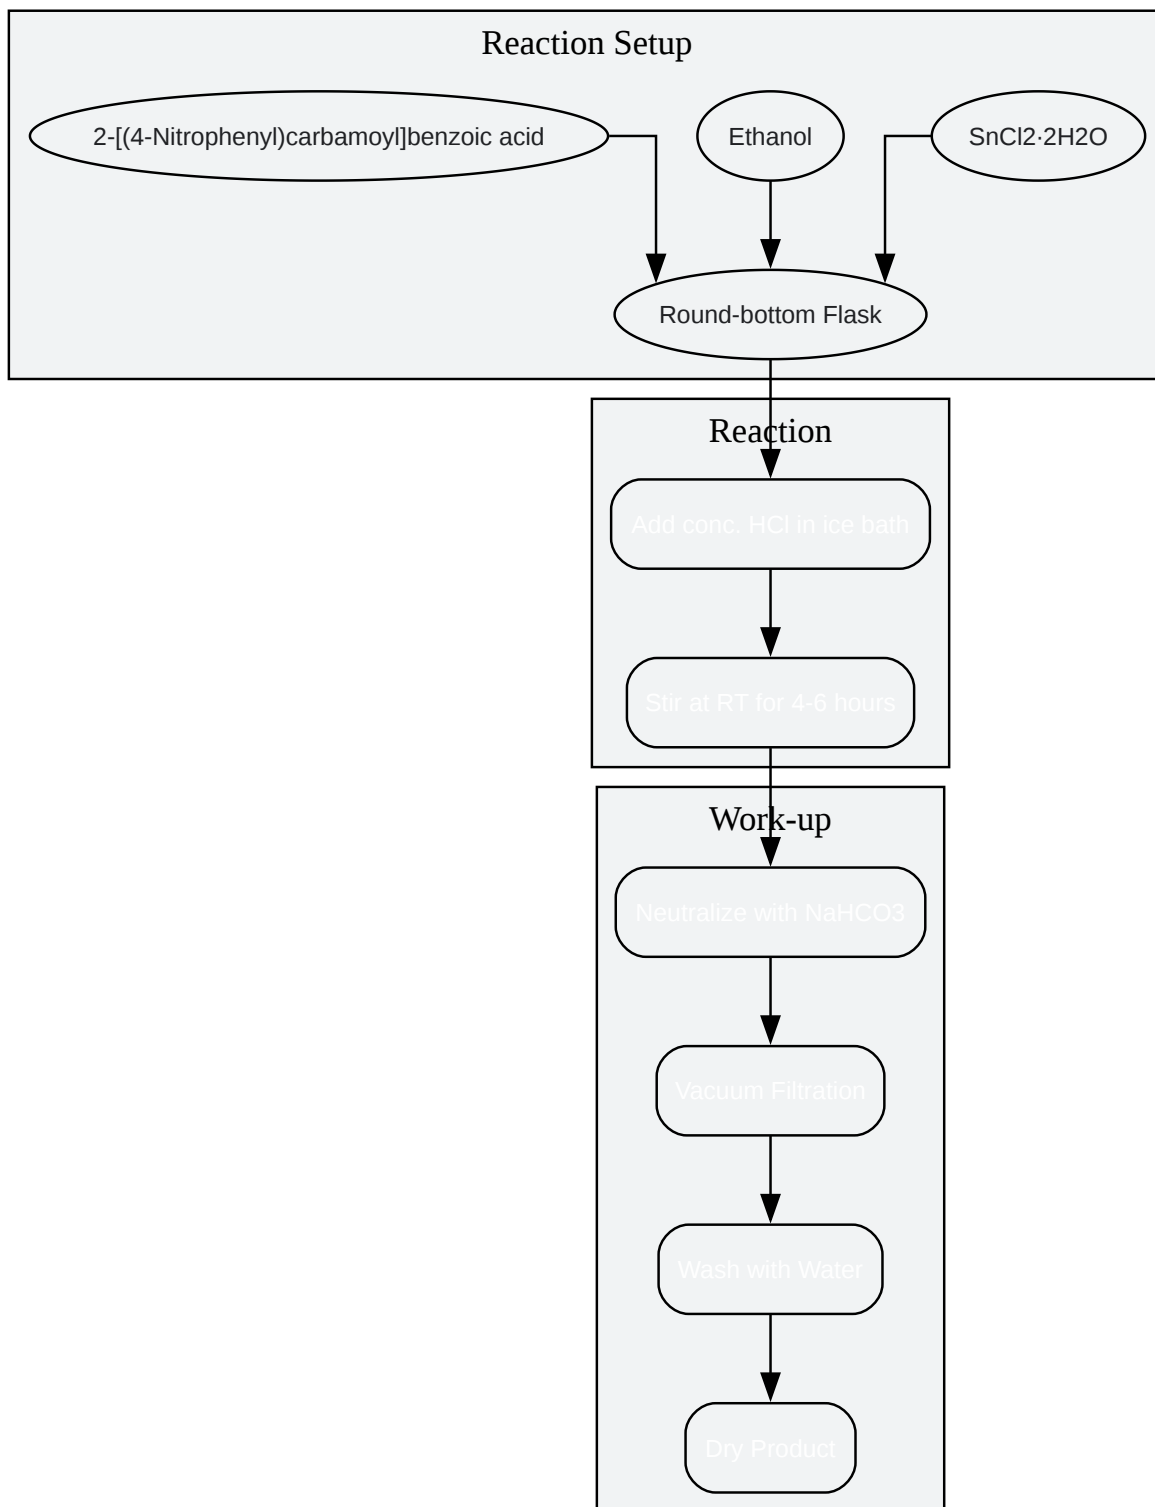 Reaction Setup
2-[(4-Nitrophenyl)carbamoyl]benzoic acid
Ethanol
SnCl2·2H2O
Round-bottom Flask
Reaction
Add conc. HCl in ice bath
Stir at RT for 4-6 hours
Work-up
Neutralize with NaHCO3
Vacuum Filtration
Wash with Water
Dry Product